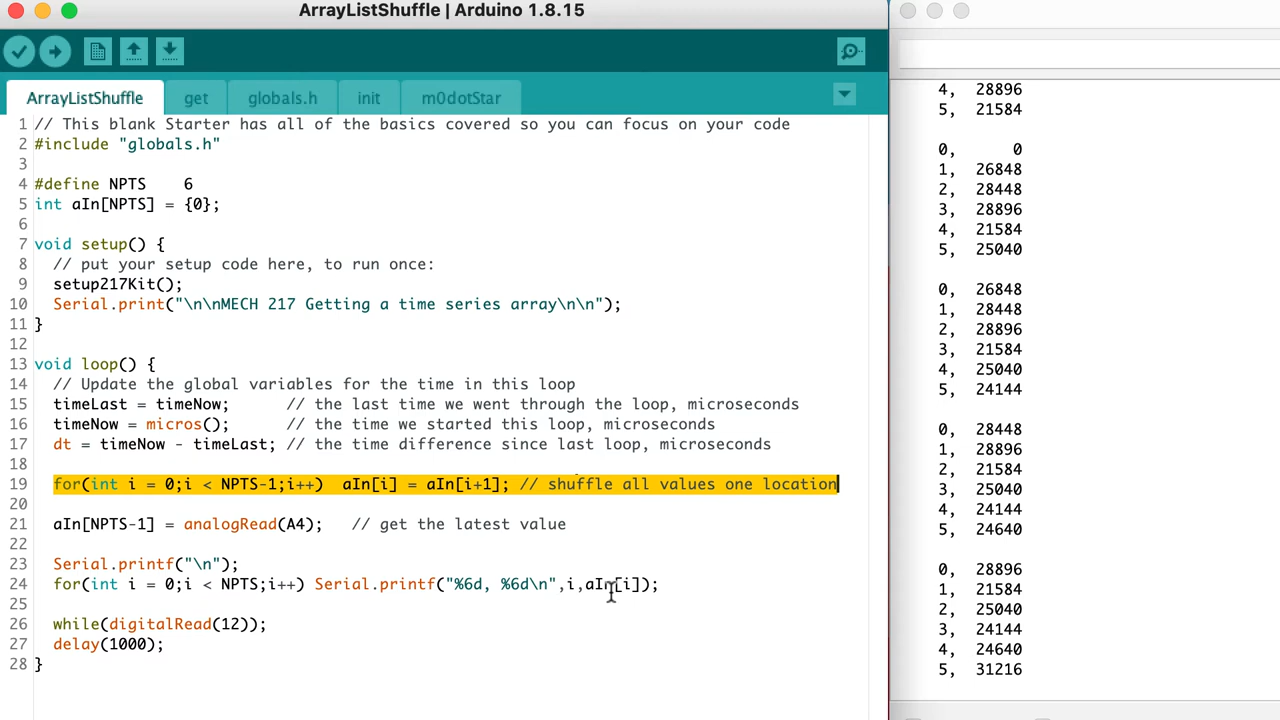 ArrayListShuffle | Arduino 1.8.15
ArrayListShuffle get globals.h init m0dotStar
1 // This blank Starter has all of the basics covered so you can focus on your code
2 #include "globals.h"
3
4 #define NPTS    6
5 int aIn[NPTS] = {0};
6
7 void setup() {
8   // put your setup code here, to run once:
9   setup217Kit();
10   Serial.print("\n\nMECH 217 Getting a time series array\n\n");
11 }
12
13 void loop() {
14   // Update the global variables for the time in this loop
15   timeLast = timeNow;      // the last time we went through the loop, microseconds
16   timeNow = micros();      // the time we started this loop, microseconds
17   dt = timeNow - timeLast; // the time difference since last loop, microseconds
18
19   for(int i = 0;i < NPTS-1;i++)  aIn[i] = aIn[i+1]; // shuffle all values one location
20
21   aIn[NPTS-1] = analogRead(A4);   // get the latest value
22
23   Serial.printf("\n");
24   for(int i = 0;i < NPTS;i++) Serial.printf("%6d, %6d\n",i,aIn[i]);
25
26   while(digitalRead(12));
27   delay(1000);
28 }
4,  28896
5,  21584
0,      0
1,  26848
2,  28448
3,  28896
4,  21584
5,  25040
0,  26848
1,  28448
2,  28896
3,  21584
4,  25040
5,  24144
0,  28448
1,  28896
2,  21584
3,  25040
4,  24144
5,  24640
0,  28896
1,  21584
2,  25040
3,  24144
4,  24640
5,  31216